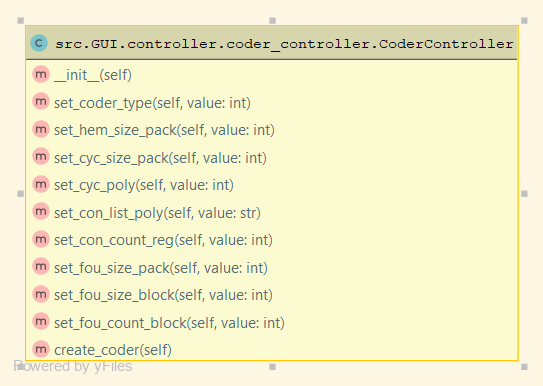 C src.GUI.controller.coder_controller.CoderController
m __init__(self)
m set_coder_type(self, value: int)
m set_hem_size_pack(self, value: int)
m set_cyc_size_pack(self, value: int)
m set_cyc_poly(self, value: int)
m set_con_list_poly(self, value: str)
m set_con_count_reg(self, value: int)
m set_fou_size_pack(self, value: int)
m set_fou_size_block(self, value: int)
m set_fou_count_block(self, value: int)
m create_coder(self)
Powered by yFiles